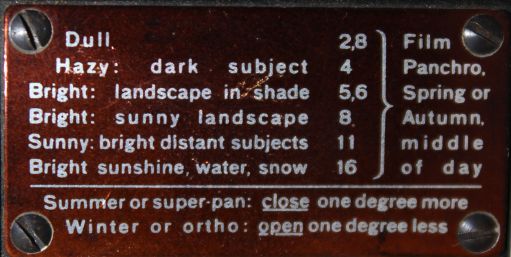 Dull 2,8 Film
Hazy: dark subject 4 Panchro,
Bright: landscape in shade 5,6 Spring or
Bright: sunny landscape 8 Autumn,
Sunny: bright distant subjects 11 middle
Bright sunshine, water, snow 16 of day
Summer or super-pan: close one degree more
Winter or ortho: open one degree less